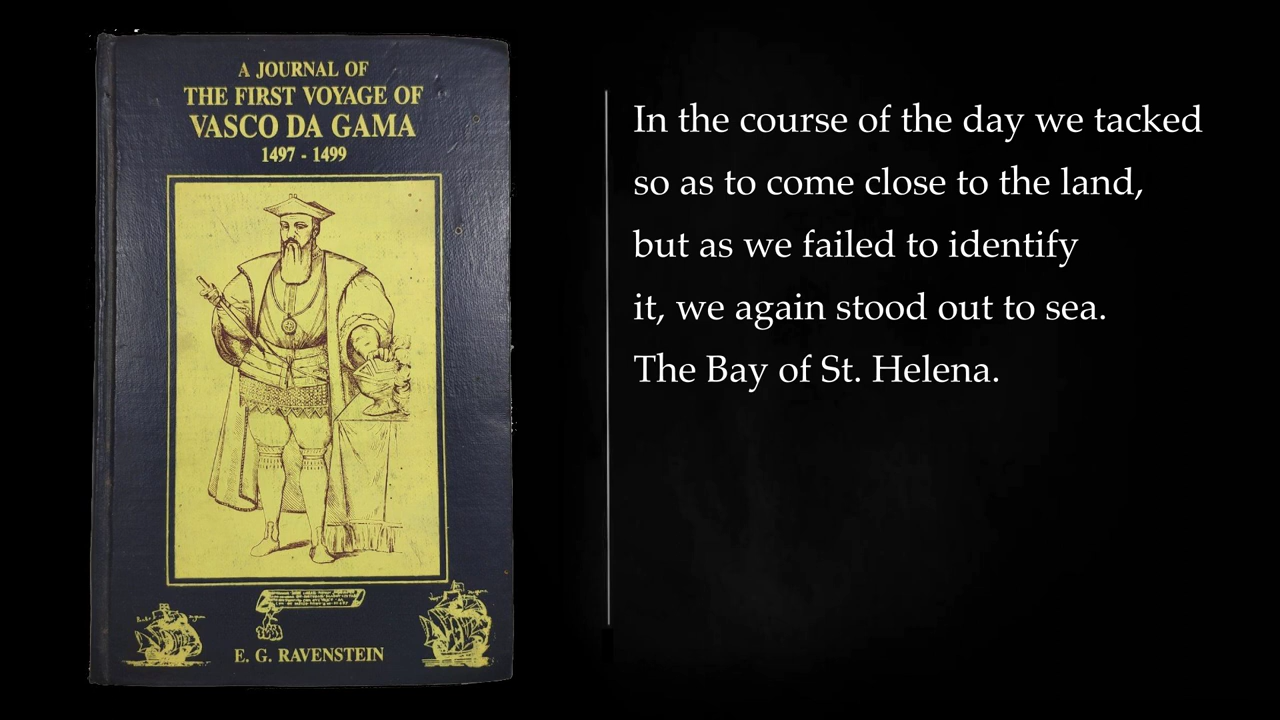 A JOURNAL OF
THE FIRST VOYAGE OF
VASCO DA GAMA
1497 - 1499
E. G. RAVENSTEIN
In the course of the day we tacked
so as to come close to the land,
but as we failed to identify
it, we again stood out to sea.
The Bay of St. Helena.